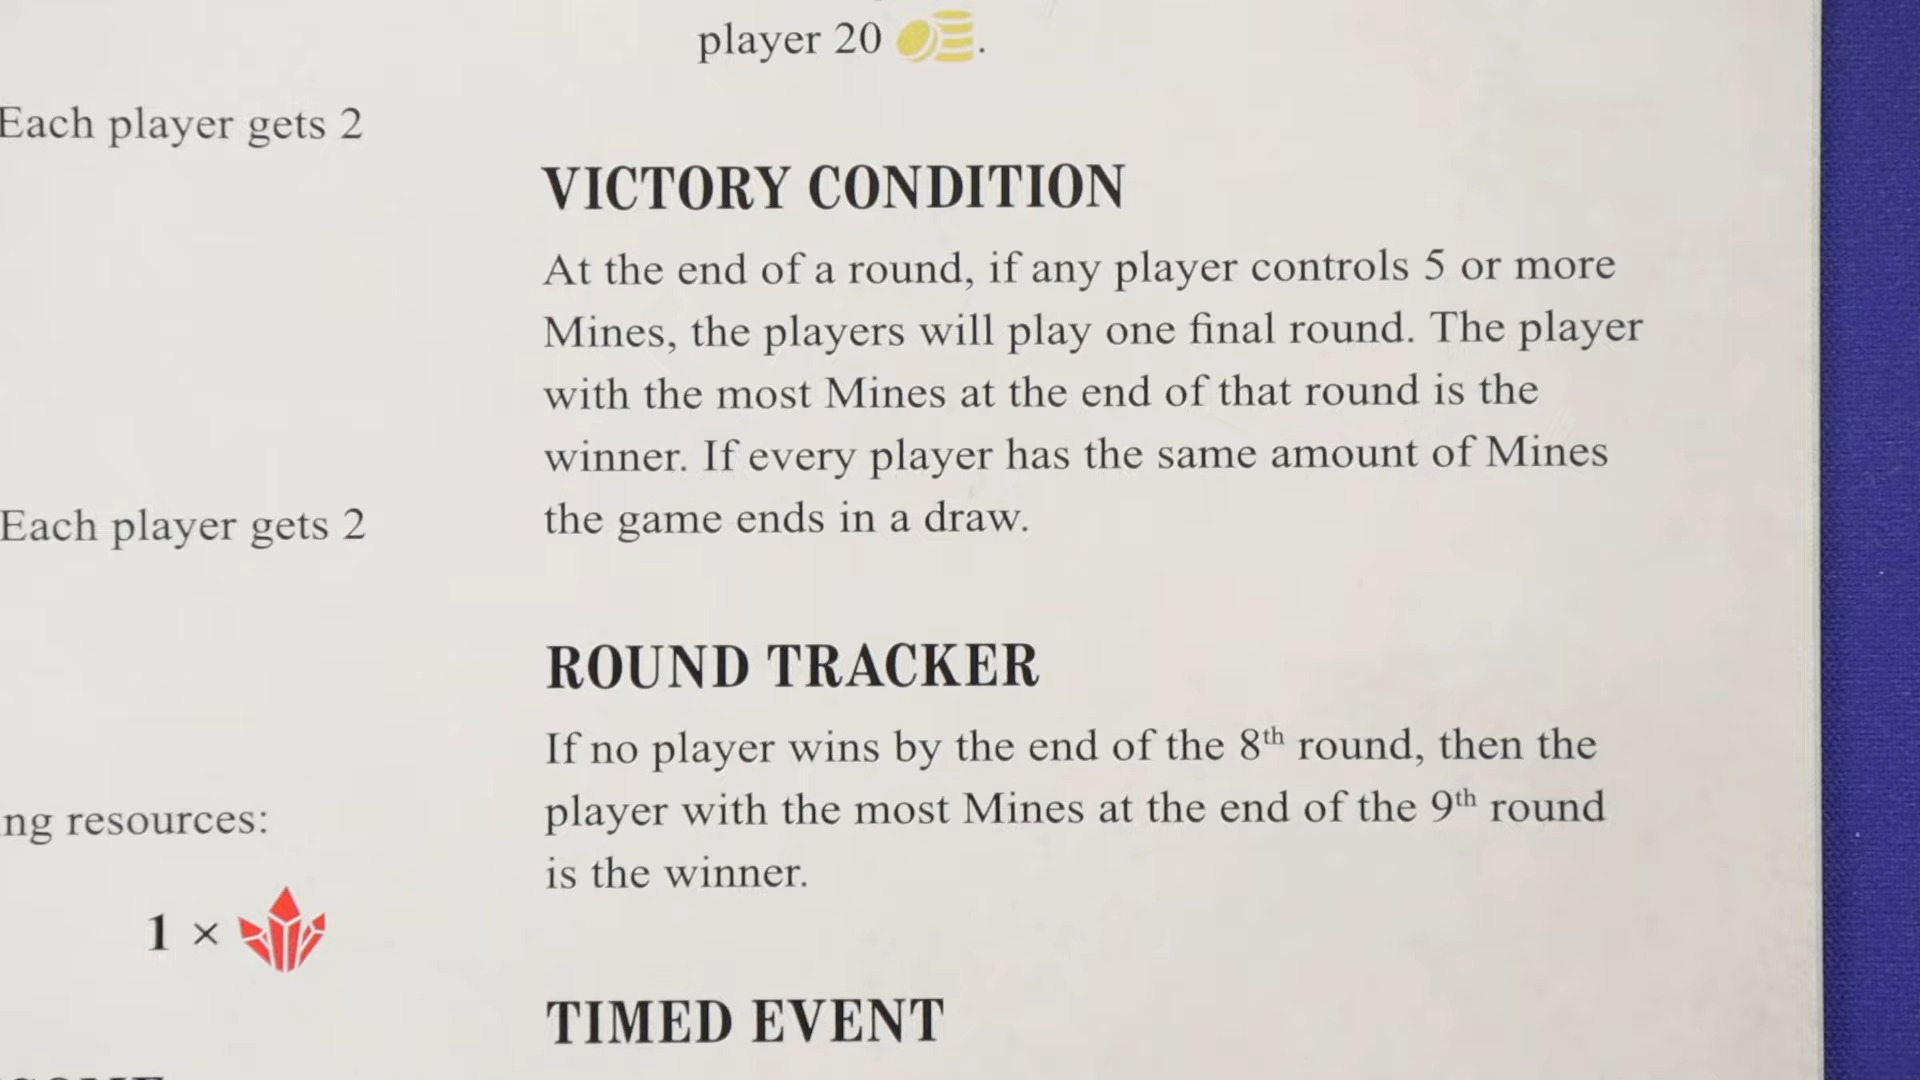 Each player gets 2
Each player gets 2
ng resources:
1 ×
player 20 .
VICTORY CONDITION
At the end of a round, if any player controls 5 or more
Mines, the players will play one final round. The player
with the most Mines at the end of that round is the
winner. If every player has the same amount of Mines
the game ends in a draw.
ROUND TRACKER
If no player wins by the end of the 8th round, then the
player with the most Mines at the end of the 9th round
is the winner.
TIMED EVENT